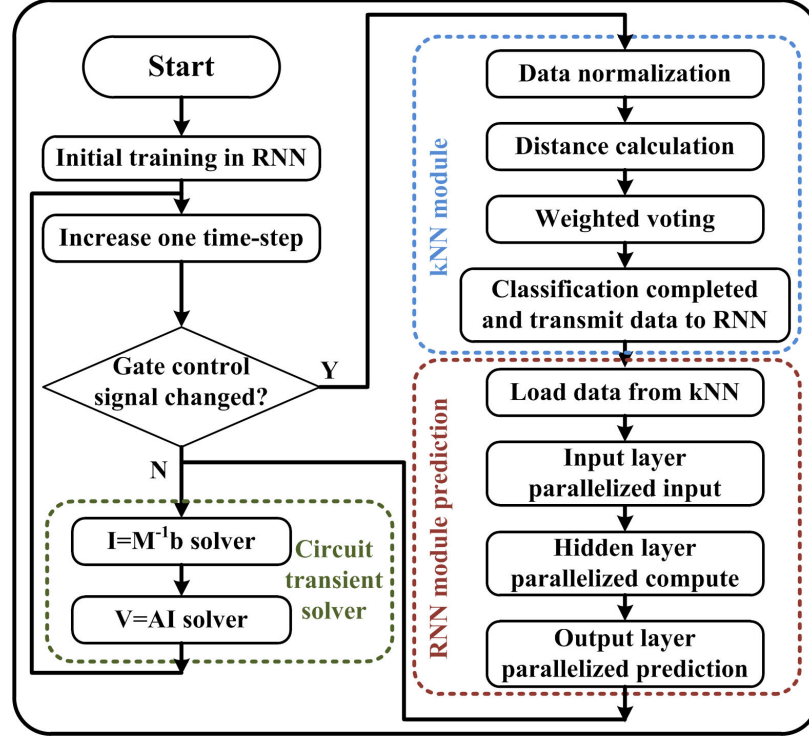 Start
Initial training in RNN
Increase one time-step
Gate control
signal changed?
Y
N
I=M⁻¹b solver
V=AI solver
Circuit
transient
solver
kNN module
Data normalization
Distance calculation
Weighted voting
Classification completed
and transmit data to RNN
RNN module prediction
Load data from kNN
Input layer
parallelized input
Hidden layer
parallelized compute
Output layer
parallelized prediction